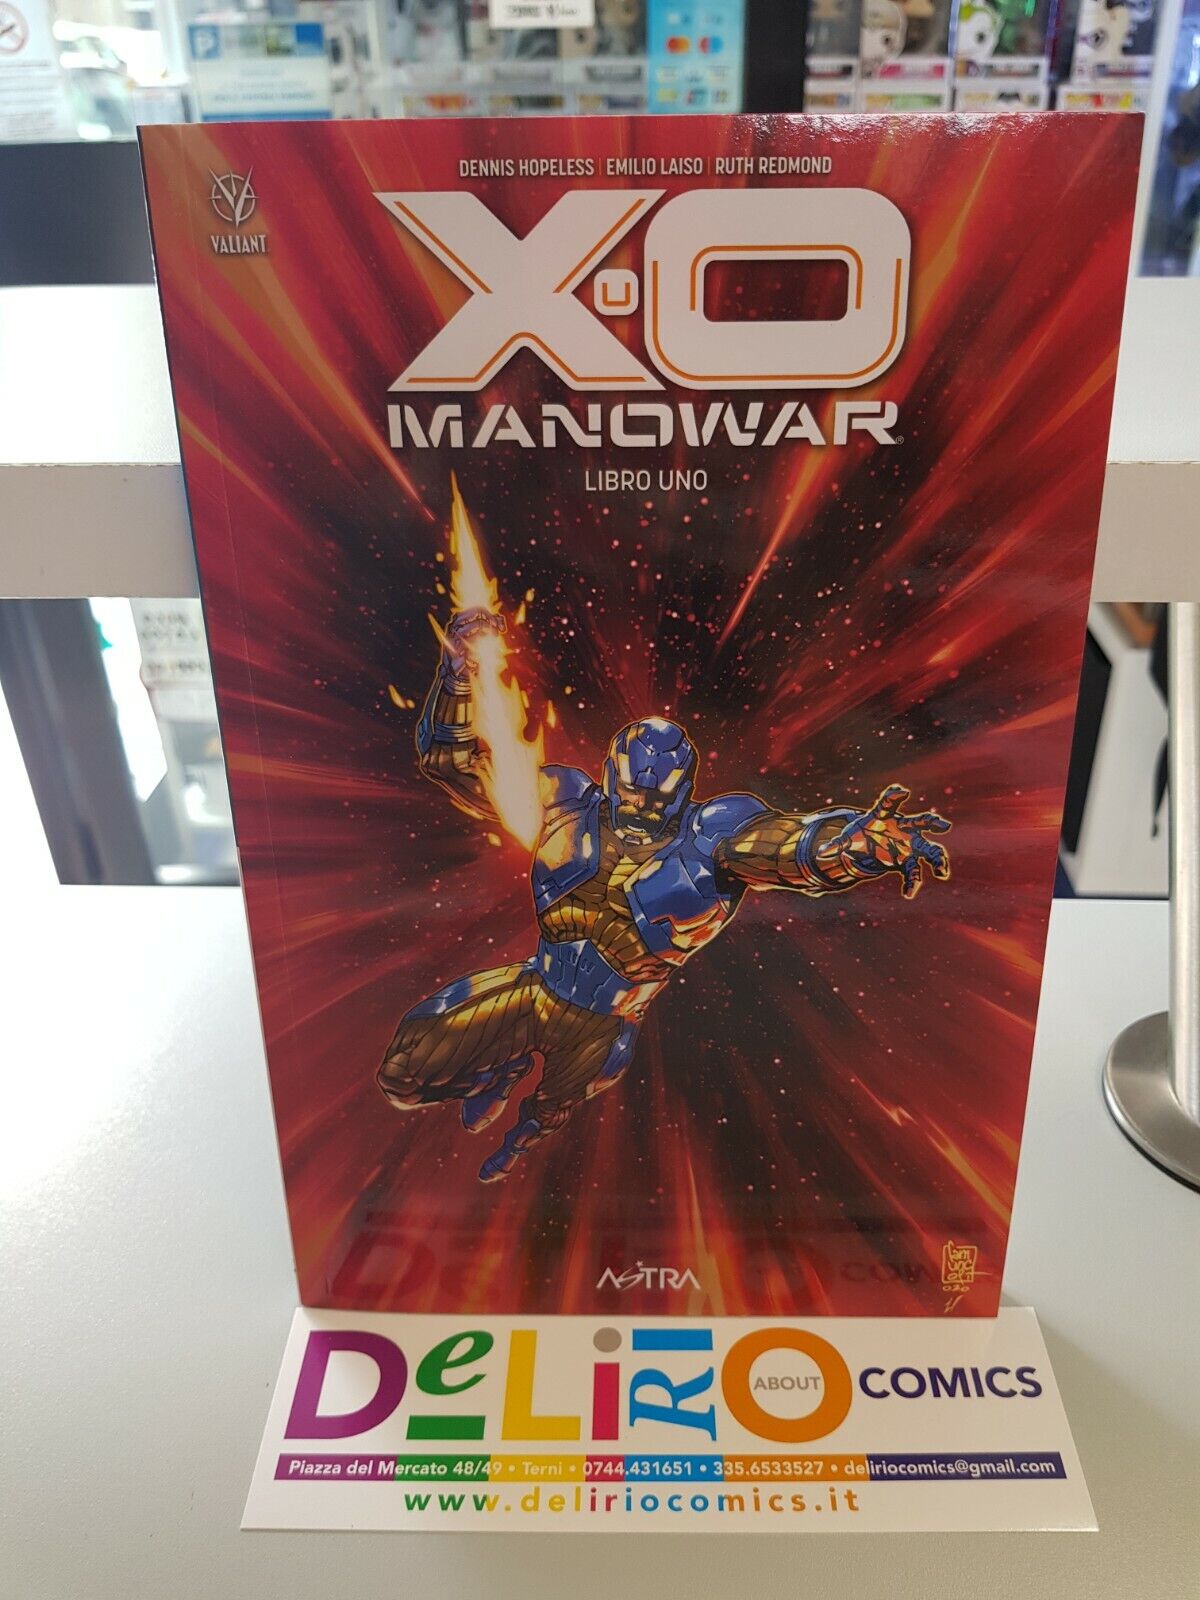 DENNIS HOPELESS | EMILIO LAISO | RUTH REDMOND
VALIANT
X-O
U
MANOWAR
LIBRO UNO
ASTRA
DeLiRiO ABOUT COMICS
Piazza del Mercato 48/49 • Terni • 0744.431651 • 335.6533527 • deliriocomics@gmail.com
www.deliriocomics.it